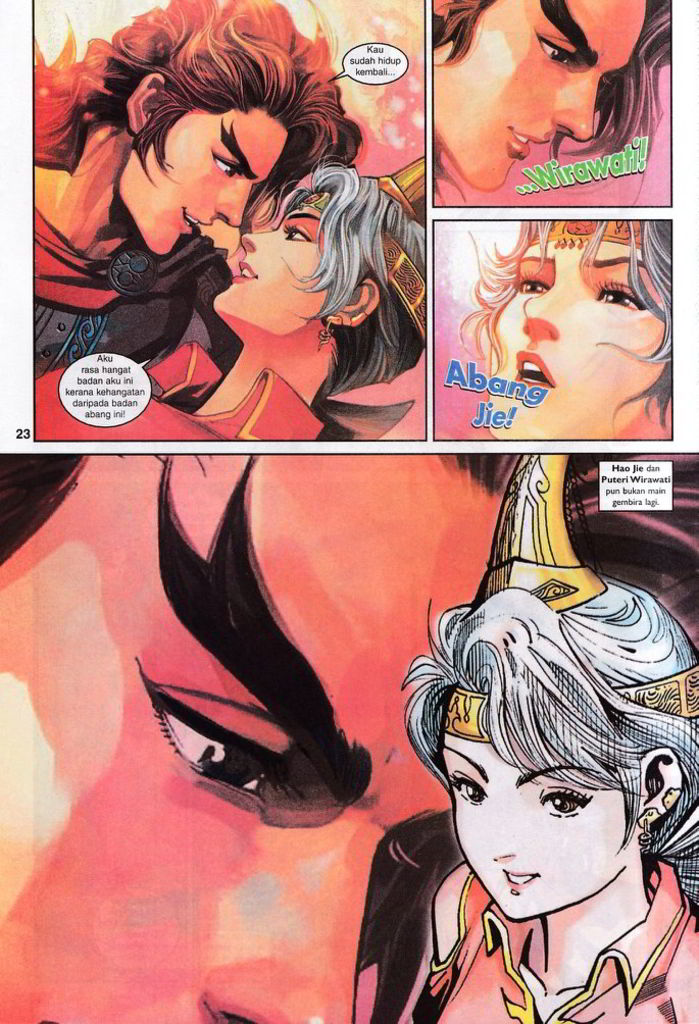 Kau
sudah hidup
kembali...
Aku
rasa hangat
badan aku ini
kerana kehangatan
daripada badan
abang ini!
...Wirawati!
Abang
Jie!
23
Hao Jie dan
Puteri Wirawati
pun bukan main
gembira lagi.